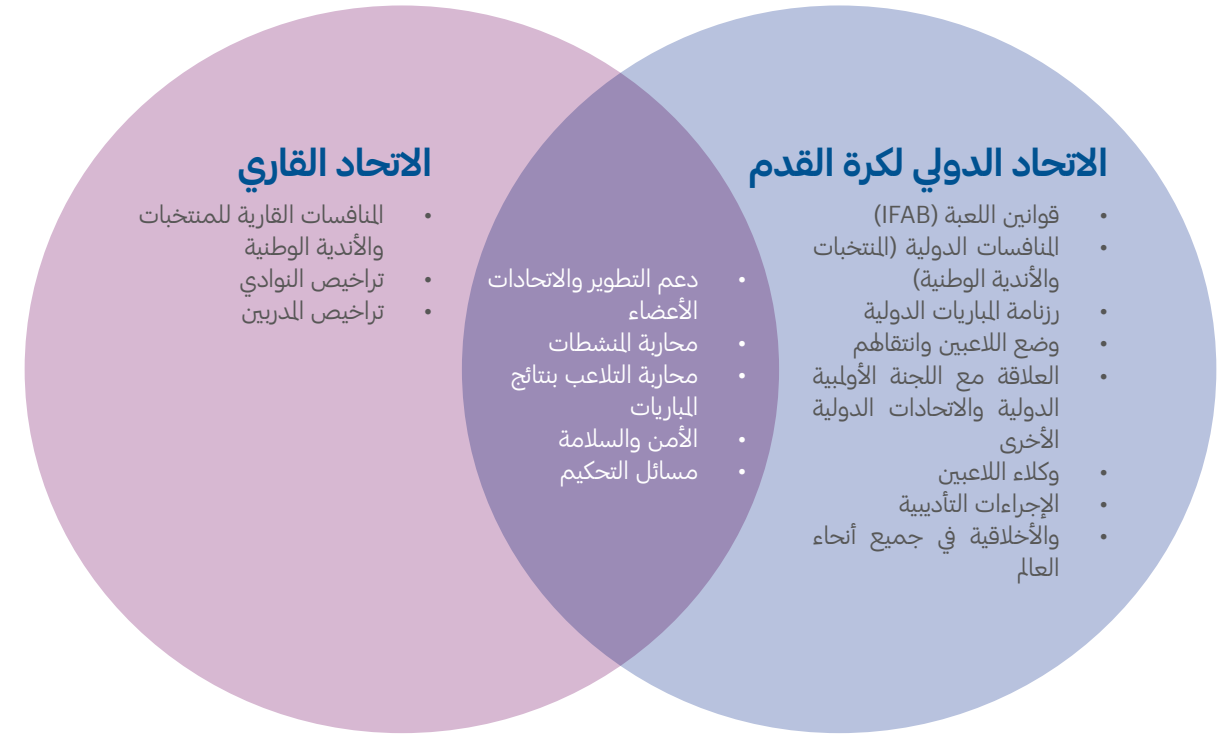 الاتحاد الدولي لكرة القدم
• قوانين اللعبة (IFAB)
• المنافسات الدولية (المنتخبات
والأندية الوطنية)
• رزنامة المباريات الدولية
• وضع اللاعبين وانتقالهم
• العلاقة مع اللجنة الأولمبية
الدولية والاتحادات الدولية
الأخرى
• وكلاء اللاعبين
• الإجراءات التأديبية
• والأخلاقية في جميع أنحاء
العالم
• دعم التطوير والاتحادات
الأعضاء
• محاربة المنشطات
• محاربة التلاعب بنتائج
المباريات
• الأمن والسلامة
• مسائل التحكيم
الاتحاد القاري
• المنافسات القارية للمنتخبات
والأندية الوطنية
• تراخيص النوادي
• تراخيص المدربين